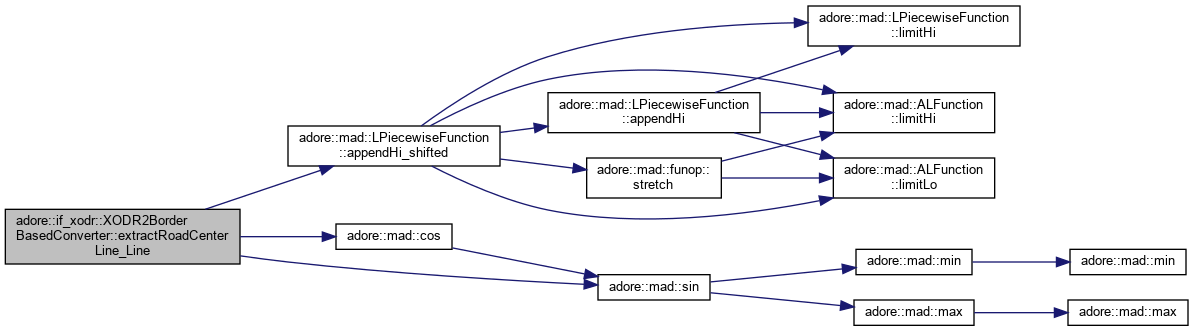 adore::if_xodr::XODR2Border
BasedConverter::extractRoadCenter
Line_Line
adore::mad::LPiecewiseFunction
::appendHi_shifted
adore::mad::LPiecewiseFunction
::limitHi
adore::mad::ALFunction
::limitHi
adore::mad::ALFunction
::limitLo
adore::mad::LPiecewiseFunction
::appendHi
adore::mad::funop::
stretch
adore::mad::cos
adore::mad::sin
adore::mad::min
adore::mad::min
adore::mad::max
adore::mad::max